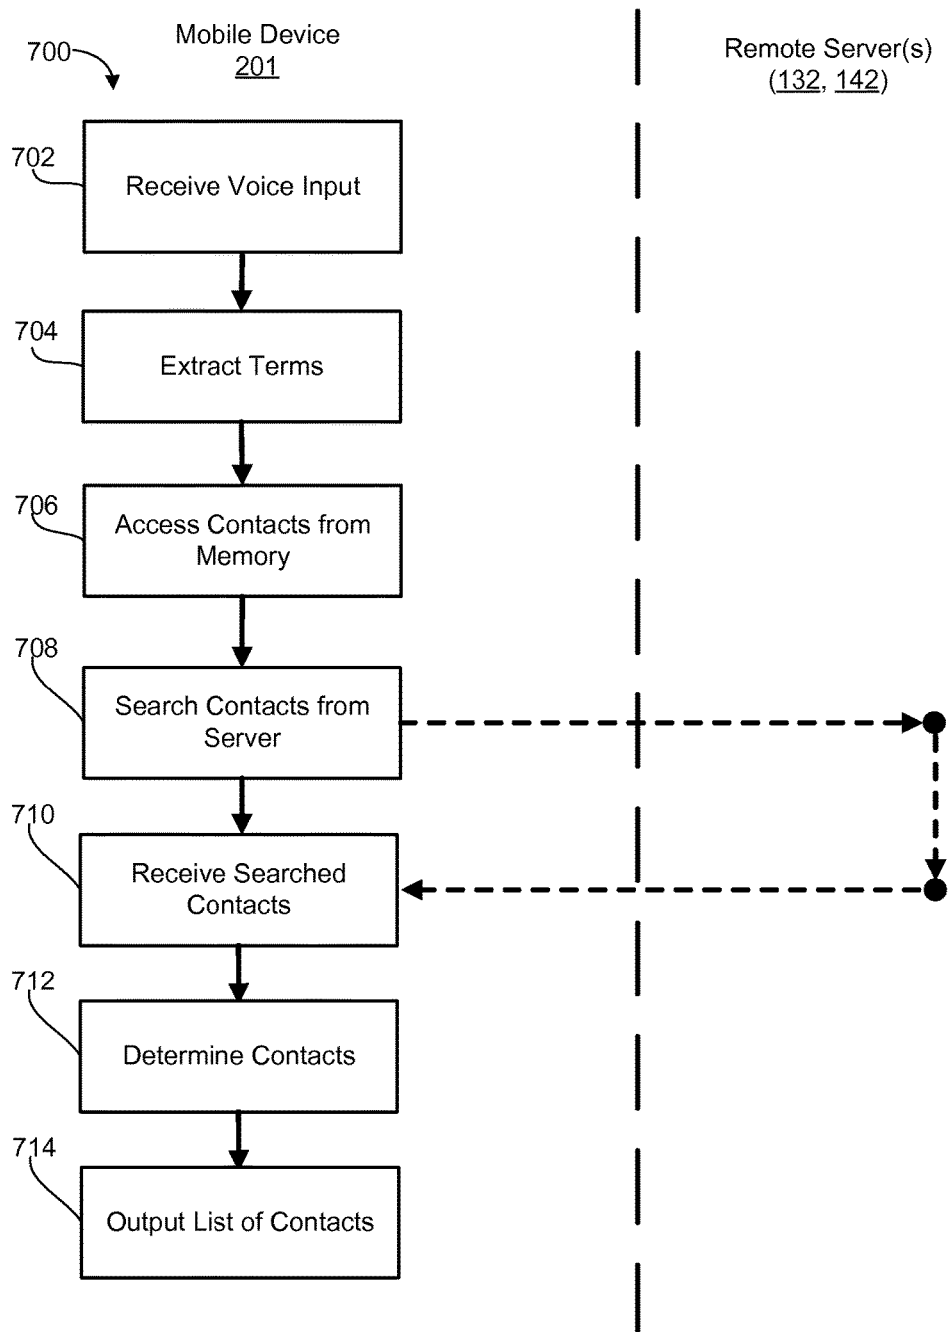 Mobile Device
201
700
Remote Server(s)
(132, 142)
702
Receive Voice Input
704
Extract Terms
706
Access Contacts from
Memory
708
Search Contacts from
Server
710
Receive Searched
Contacts
712
Determine Contacts
714
Output List of Contacts